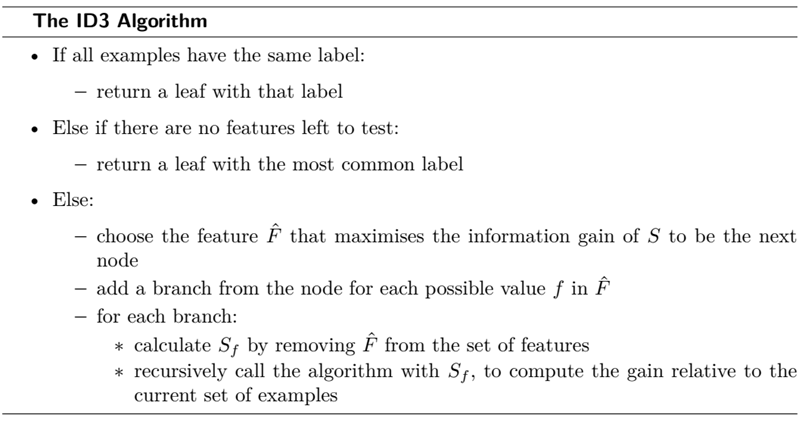 The ID3 Algorithm
• If all examples have the same label:
– return a leaf with that label
• Else if there are no features left to test:
– return a leaf with the most common label
• Else:
– choose the feature F̂ that maximises the information gain of S to be the next
node
– add a branch from the node for each possible value f in F̂
– for each branch:
∗ calculate S_f by removing F̂ from the set of features
∗ recursively call the algorithm with S_f, to compute the gain relative to the
current set of examples